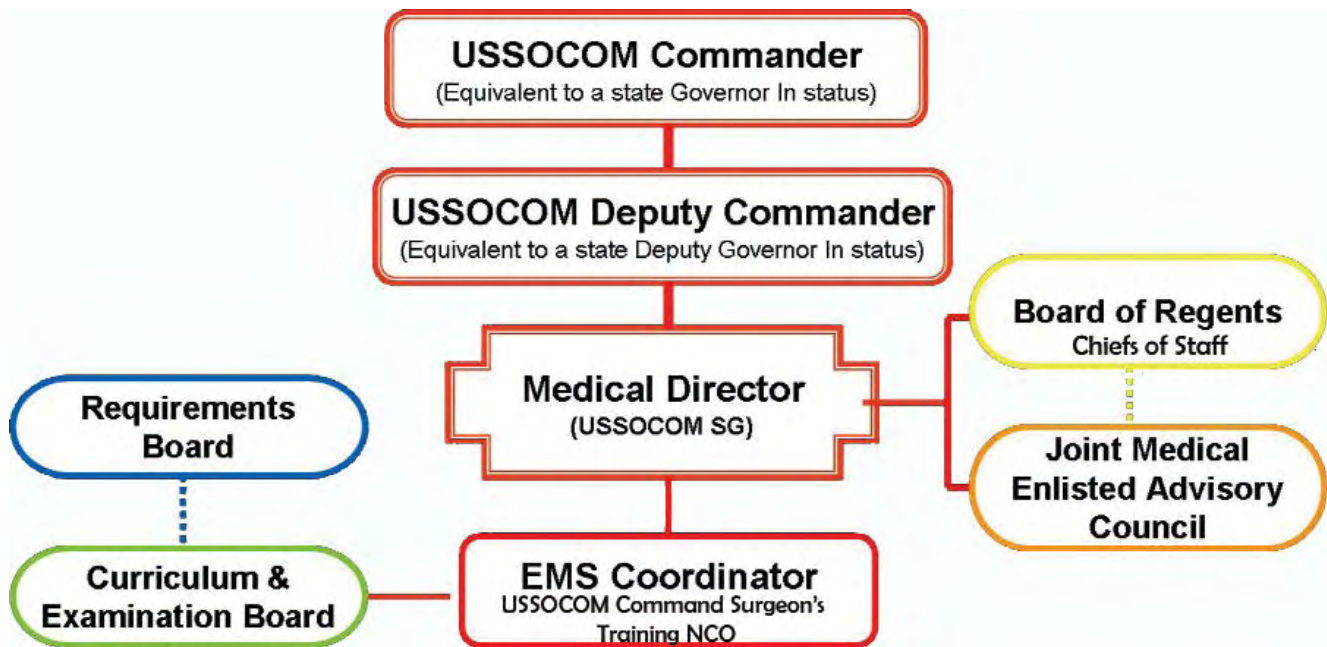 USSOCOM Commander
(Equivalent to a state Governor In status)
USSOCOM Deputy Commander
(Equivalent to a state Deputy Governor In status)
Medical Director
(USSOCOM SG)
Board of Regents
Chiefs of Staff
Requirements
Board
Joint Medical
Enlisted Advisory
Council
Curriculum &
Examination Board
EMS Coordinator
USSOCOM Command Surgeon's
Training NCO